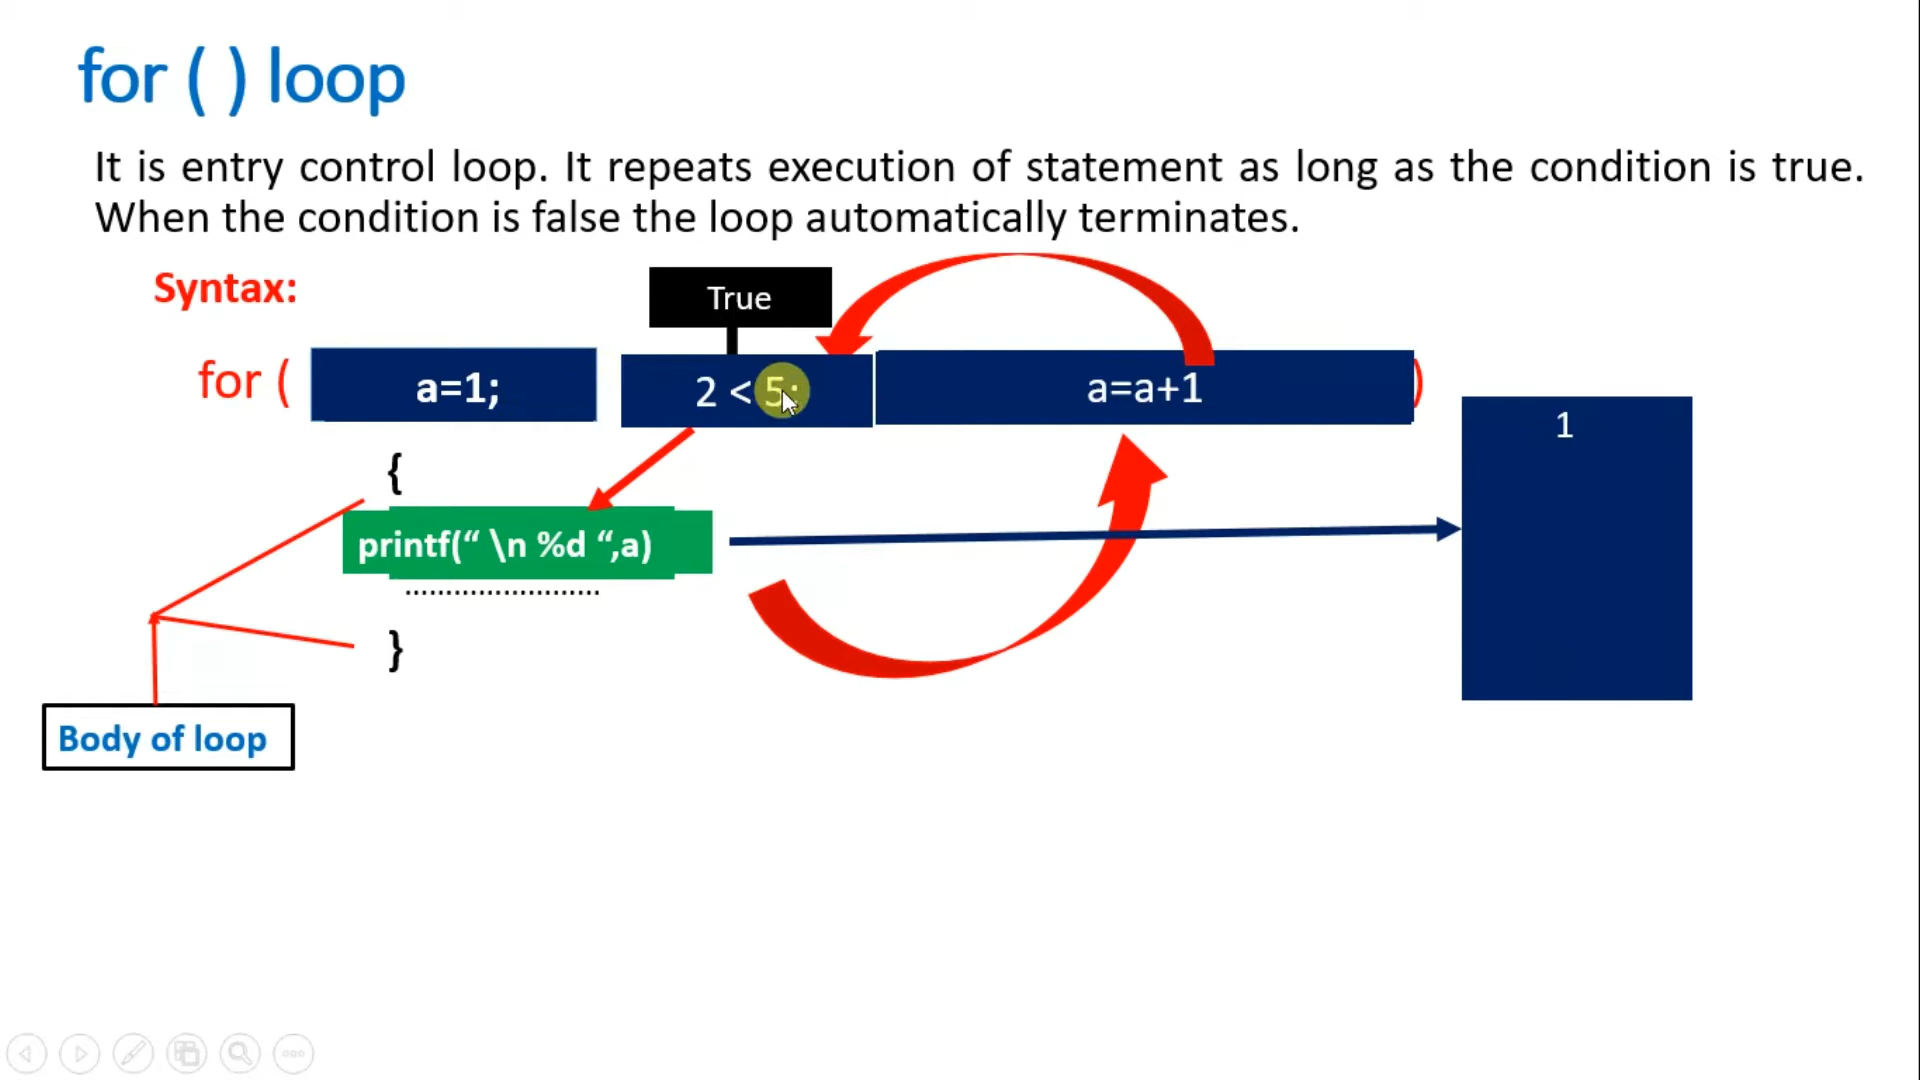 for ( ) loop
It is entry control loop. It repeats execution of statement as long as the condition is true.
When the condition is false the loop automatically terminates.
Syntax:
True
for ( a=1; 2 < 5; a=a+1 )
1
{
printf(“ \n %d “,a)
........................
}
Body of loop